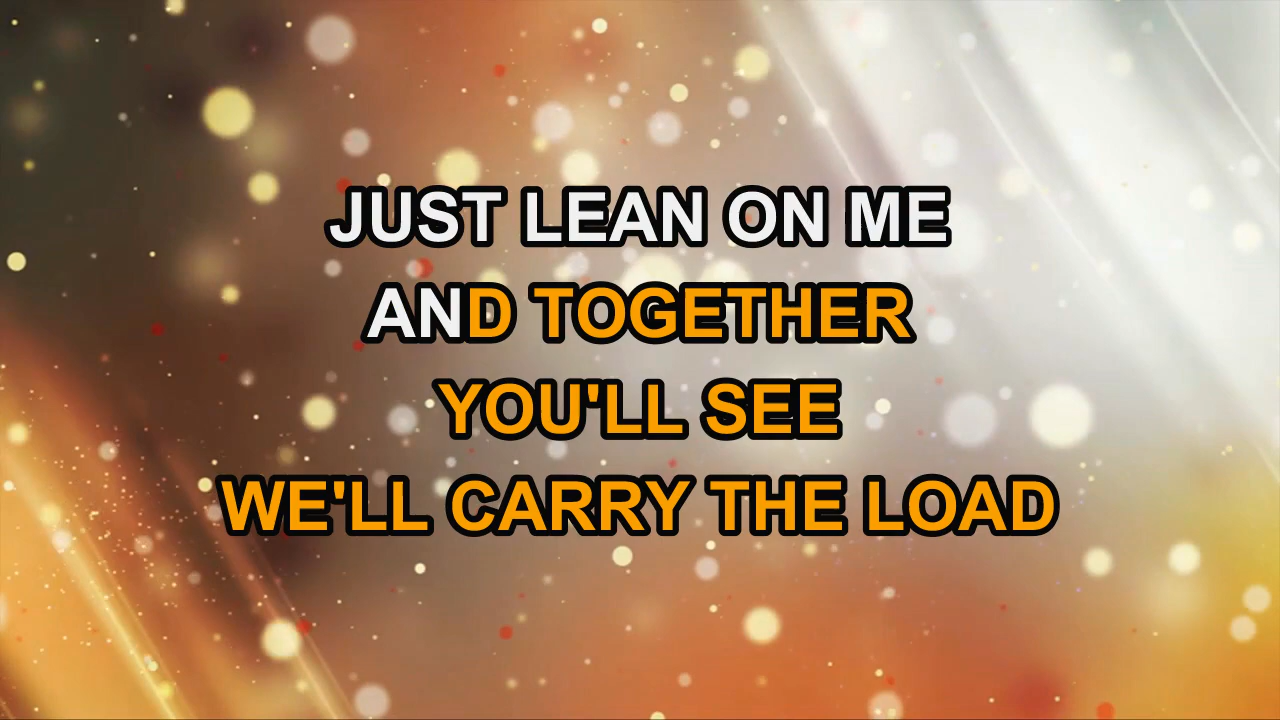 JUST LEAN ON ME
AND TOGETHER
YOU'LL SEE
WE'LL CARRY THE LOAD